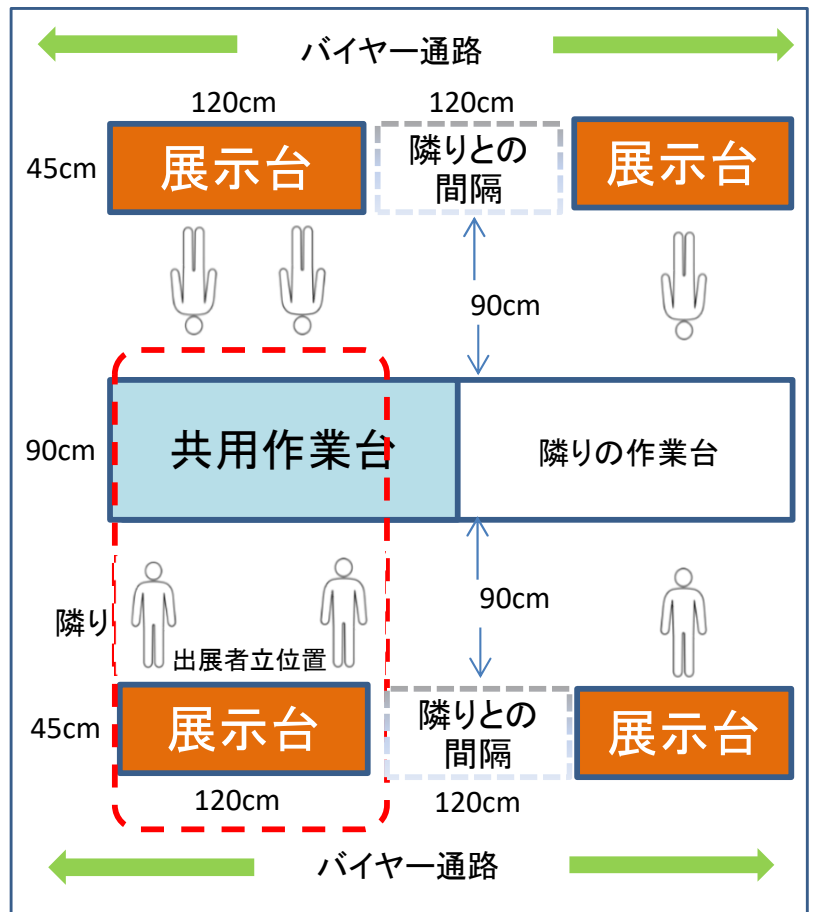 バイヤー通路
120cm
120cm
45cm
展示台
隣りとの
間隔
展示台
90cm
90cm
共用作業台
隣りの作業台
90cm
隣り
出展者立位置
45cm
展示台
隣りとの
間隔
展示台
120cm
120cm
バイヤー通路